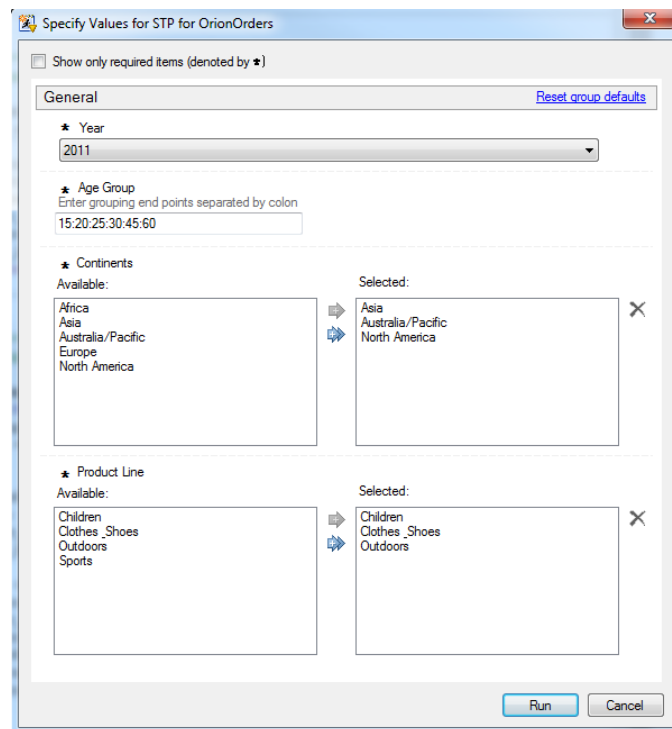 Specify Values for STP for OrionOrders
Show only required items (denoted by *)
General Reset group defaults
* Year
2011
* Age Group
Enter grouping end points separated by colon
15:20:25:30:45:60
* Continents
Available: Selected:
Africa Asia
Asia Australia/Pacific
Australia/Pacific North America
Europe
North America
* Product Line
Available: Selected:
Children Children
Clothes _Shoes Clothes _Shoes
Outdoors Outdoors
Sports
Run Cancel